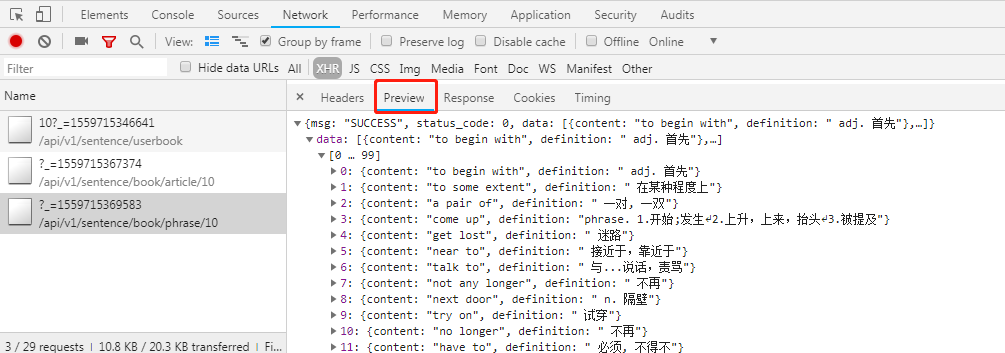 Elements Console Sources Network Performance Memory Application Security Audits
View: Group by frame Preserve log Disable cache Offline Online
Filter Hide data URLs All XHR JS CSS Img Media Font Doc WS Manifest Other
Name
10?_=1559715346641
/api/v1/sentence/userbook
?_=1559715367374
/api/v1/sentence/book/article/10
?_=1559715369583
/api/v1/sentence/book/phrase/10
3 / 29 requests | 10.8 KB / 20.3 KB transferred | Fi...
× Headers Preview Response Cookies Timing
▼{msg: "SUCCESS", status_code: 0, data: [{content: "to begin with", definition: " adj. 首先"},…]}
▼data: [{content: "to begin with", definition: " adj. 首先"},…]
▼[0 … 99]
▶0: {content: "to begin with", definition: " adj. 首先"}
▶1: {content: "to some extent", definition: " 在某种程度上"}
▶2: {content: "a pair of", definition: " 一对, 一双"}
▶3: {content: "come up", definition: "phrase. 1.开始;发生↵2.上升，上来，抬头↵3.被提及"}
▶4: {content: "get lost", definition: " 迷路"}
▶5: {content: "near to", definition: " 接近于，靠近于"}
▶6: {content: "talk to", definition: " 与...说话，责骂"}
▶7: {content: "not any longer", definition: " 不再"}
▶8: {content: "next door", definition: " n. 隔壁"}
▶9: {content: "try on", definition: " 试穿"}
▶10: {content: "no longer", definition: " 不再"}
▶11: {content: "have to", definition: " 必须, 不得不"}